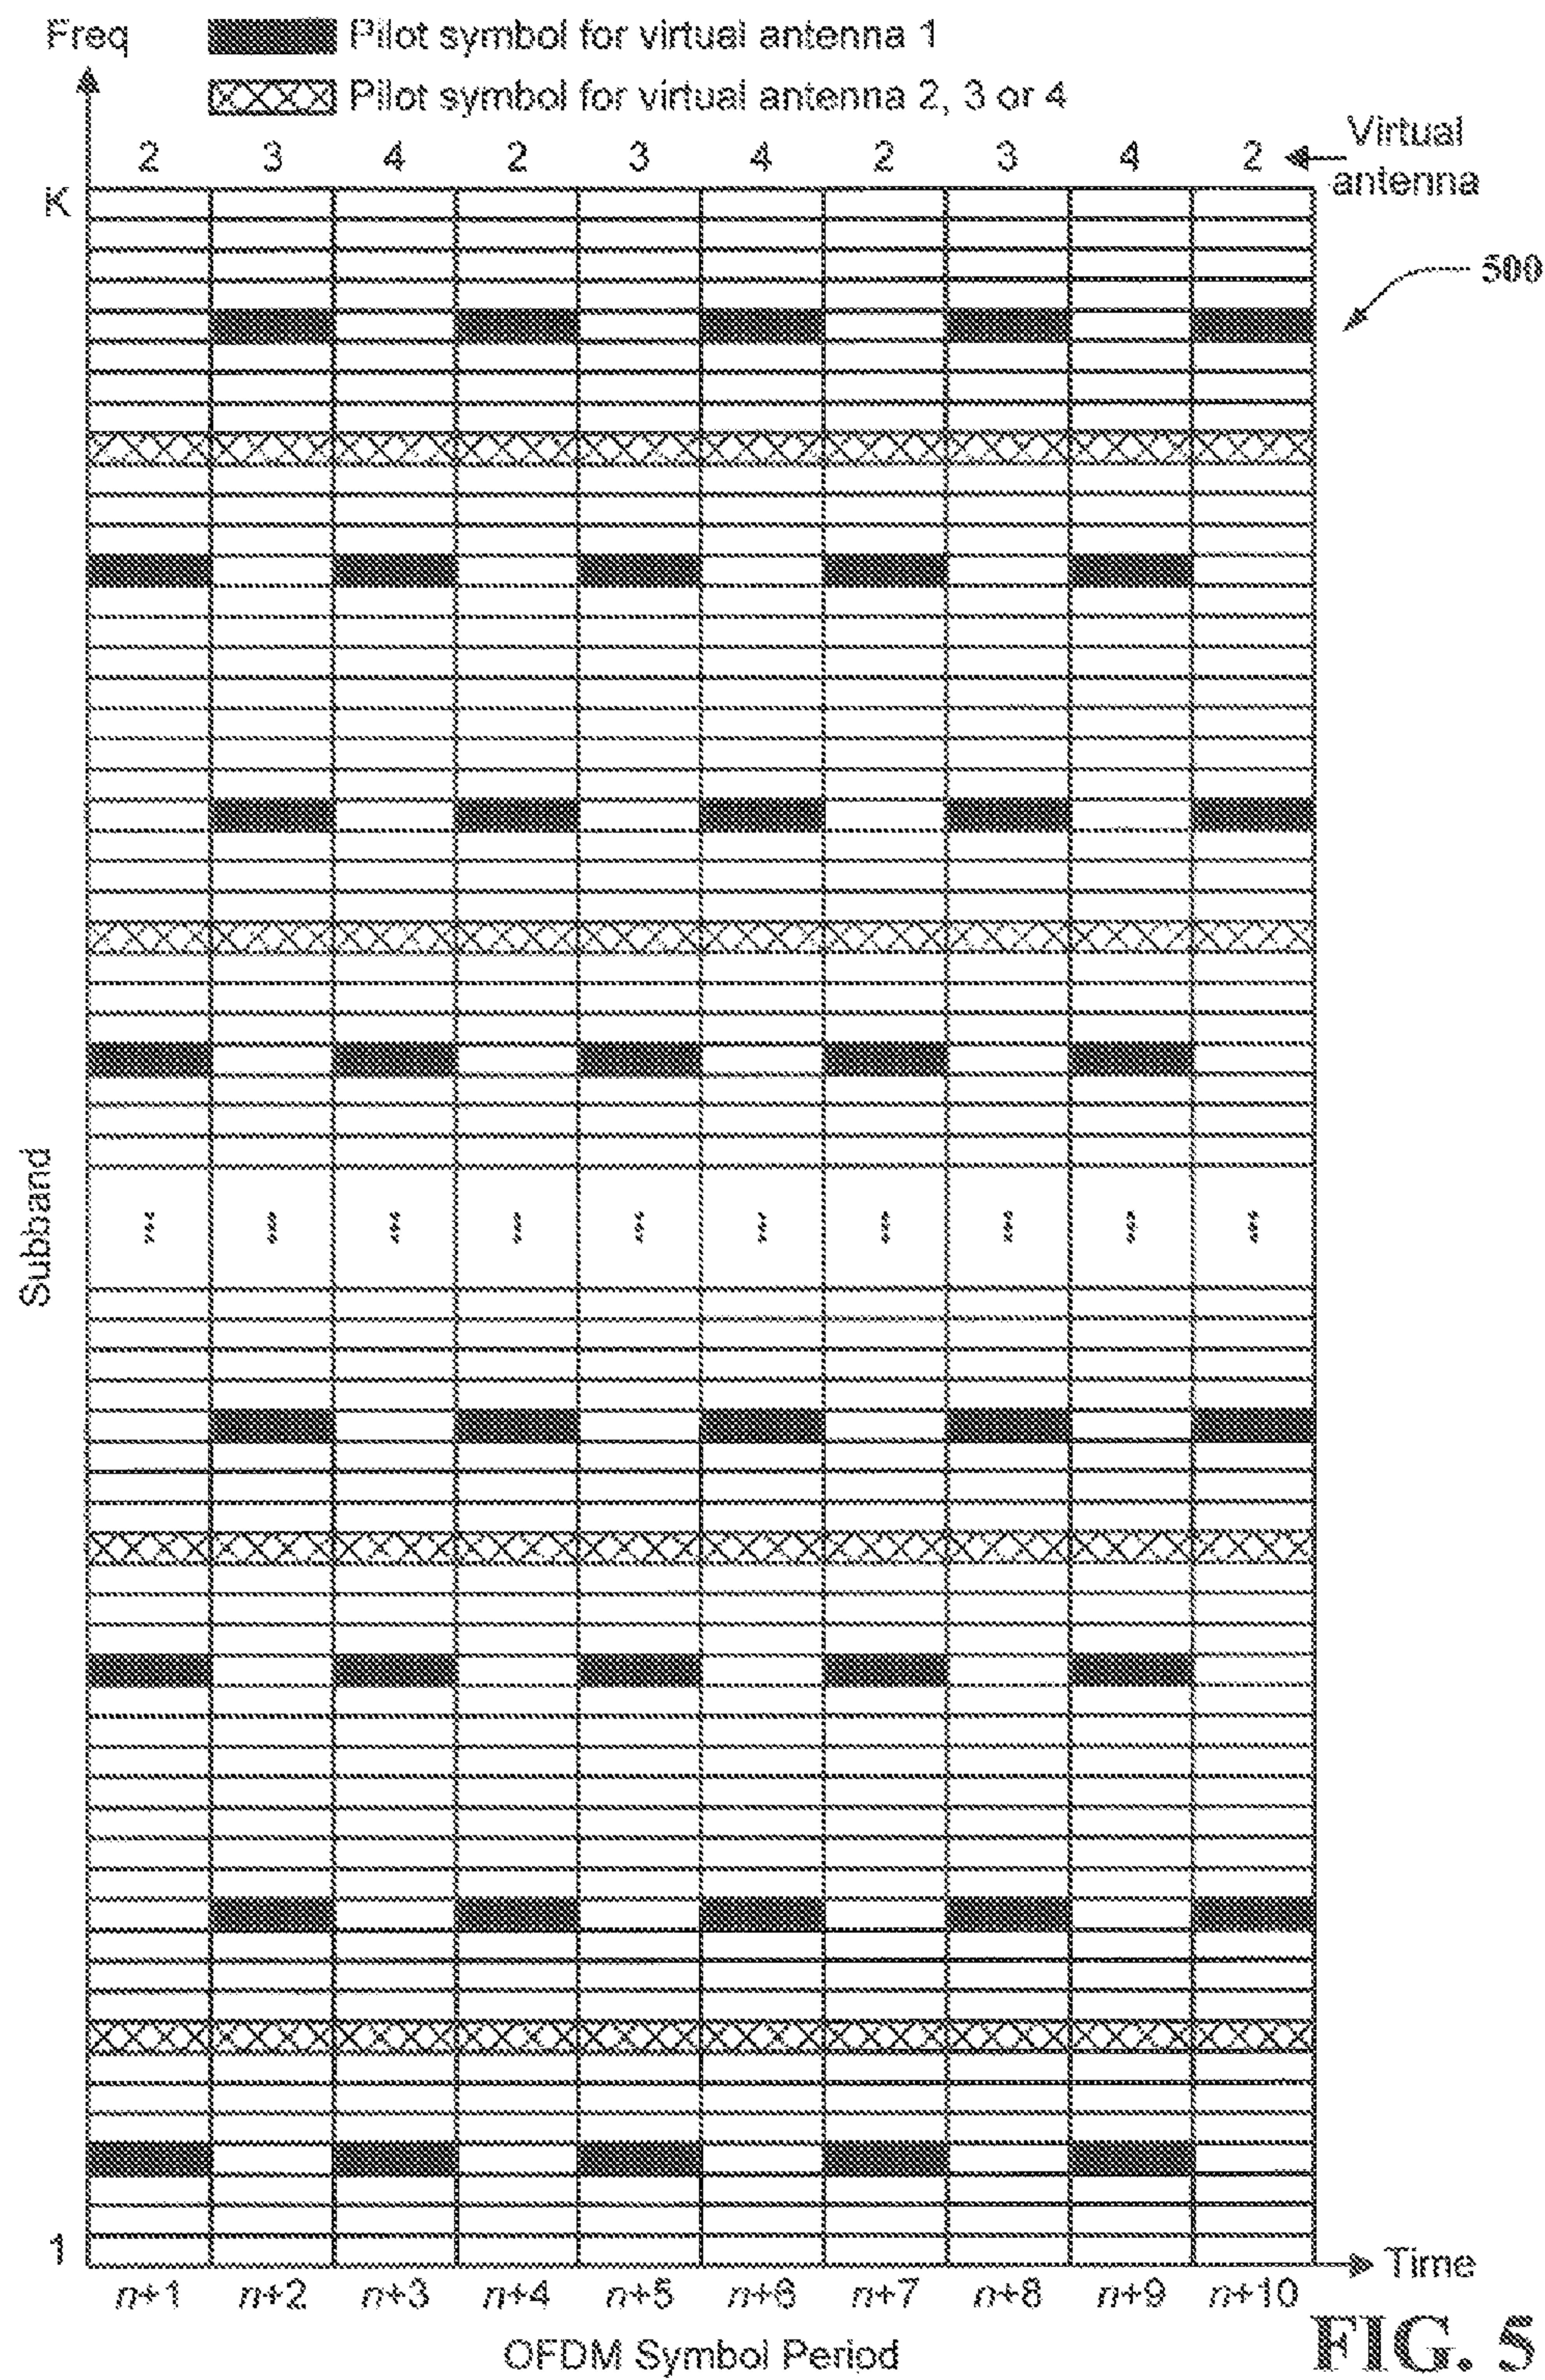 Freq
Pilot symbol for virtual antenna 1
Pilot symbol for virtual antenna 2, 3 or 4
2 3 4 2 3 4 2 3 4 2
Virtual
antenna
K
500
Subband
1
Time
n+1 n+2 n+3 n+4 n+5 n+6 n+7 n+8 n+9 n+10
OFDM Symbol Period
FIG. 5